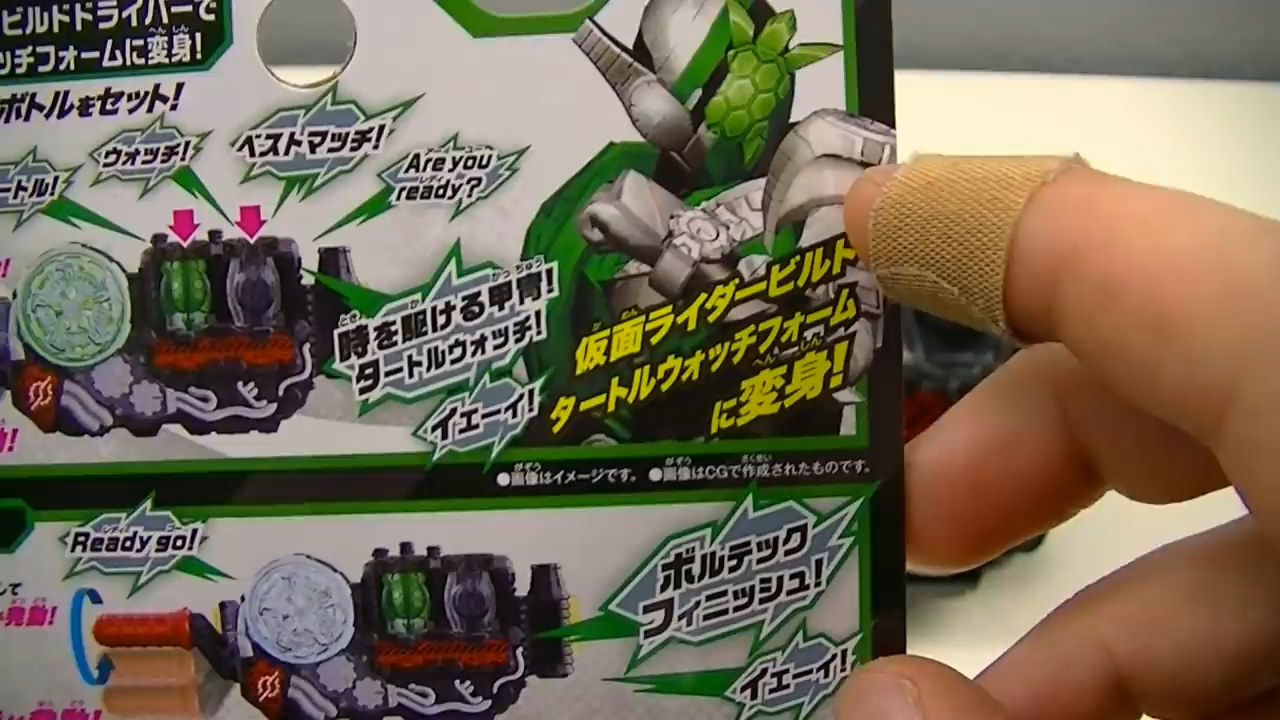 ビルドドライバーで
ッチフォームに変身!
ボトルをセット!
ートル!
ウォッチ!
ベストマッチ!
Are you
ready?
時を駆ける甲冑!
タートルウォッチ!
イェーイ!
仮面ライダービルド
タートルウォッチフォーム
に変身!
●画像はイメージです。 ●画像はCGで作成されたものです。
Ready go!
して
発動!
ボルテック
フィニッシュ!
イェーイ!